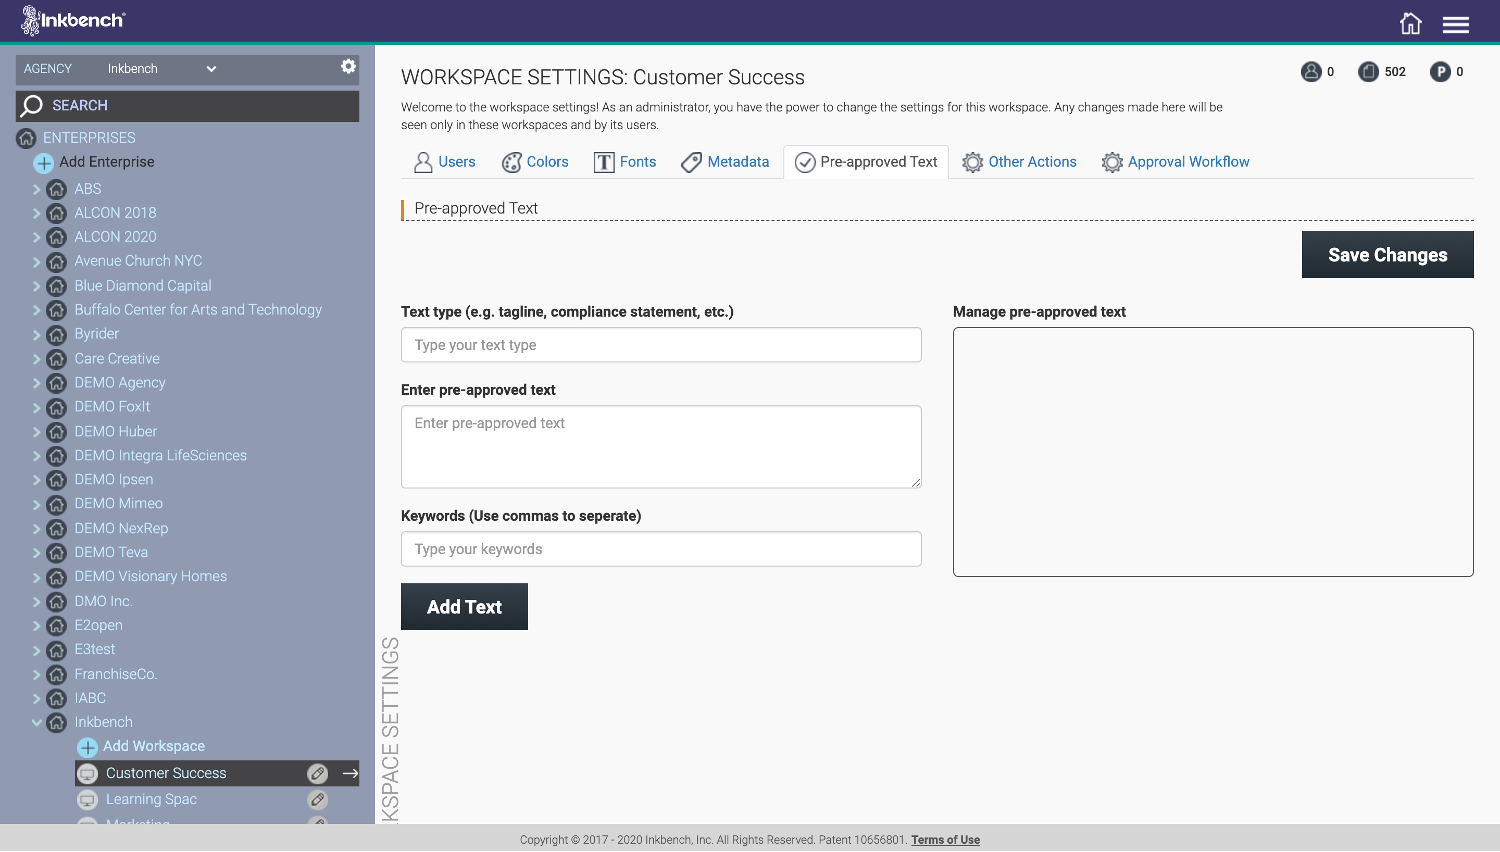 Inkbench
AGENCY Inkbench
SEARCH
ENTERPRISES
Add Enterprise
ABS
ALCON 2018
ALCON 2020
Avenue Church NYC
Blue Diamond Capital
Buffalo Center for Arts and Technology
Byrider
Care Creative
DEMO Agency
DEMO FoxIt
DEMO Huber
DEMO Integra LifeSciences
DEMO Ipsen
DEMO Mimeo
DEMO NexRep
DEMO Teva
DEMO Visionary Homes
DMO Inc.
E2open
E3test
FranchiseCo.
IABC
Inkbench
Add Workspace
Customer Success
Learning Spac
Marketing
WORKSPACE SETTINGS: Customer Success
0 502 P 0
Welcome to the workspace settings! As an administrator, you have the power to change the settings for this workspace. Any changes made here will be
seen only in these workspaces and by its users.
Users Colors T Fonts Metadata Pre-approved Text Other Actions Approval Workflow
Pre-approved Text
Save Changes
Text type (e.g. tagline, compliance statement, etc.)
Type your text type
Enter pre-approved text
Enter pre-approved text
Keywords (Use commas to seperate)
Type your keywords
Add Text
Manage pre-approved text
KSPACE SETTINGS
Copyright © 2017 - 2020 Inkbench, Inc. All Rights Reserved. Patent 10656801. Terms of Use